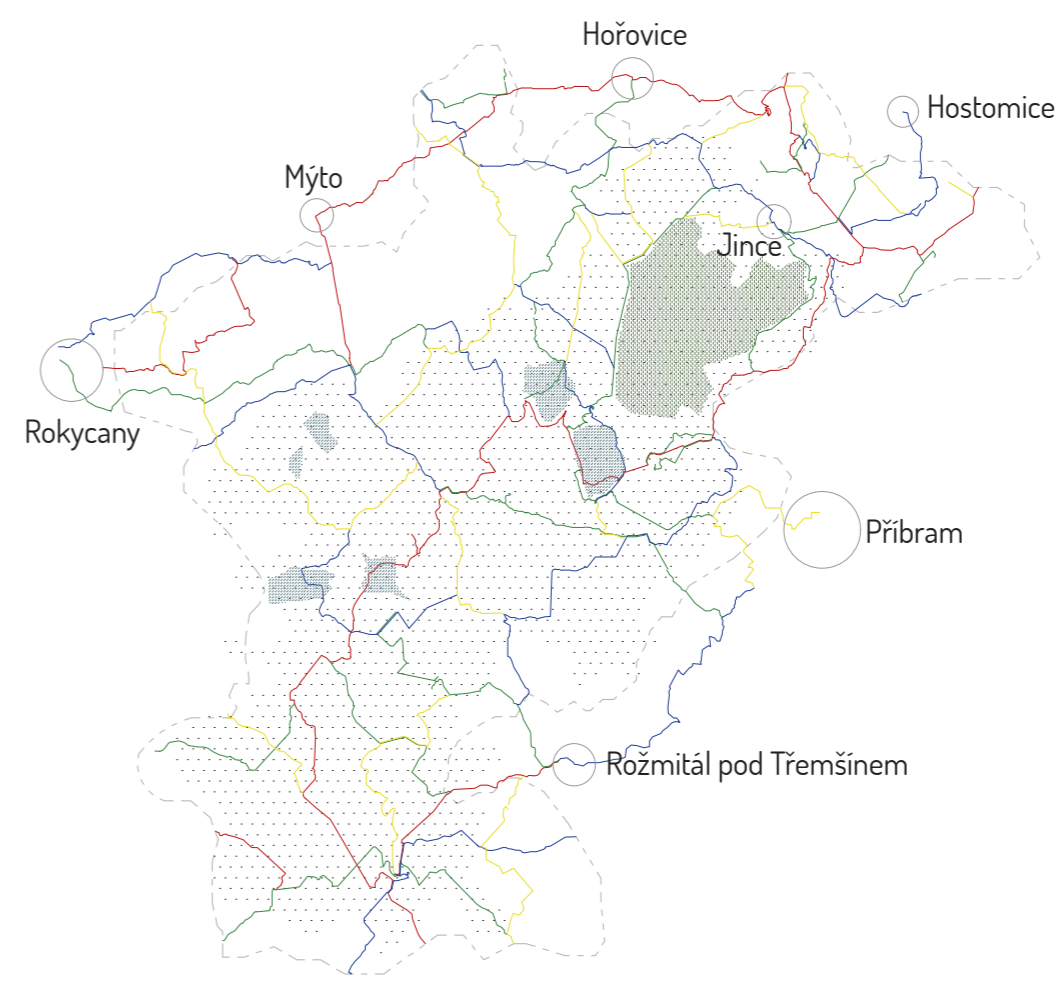 Hořovice
Hostomice
Mýto
Jince
Rokycany
Příbram
Rožmitál pod Třemšínem